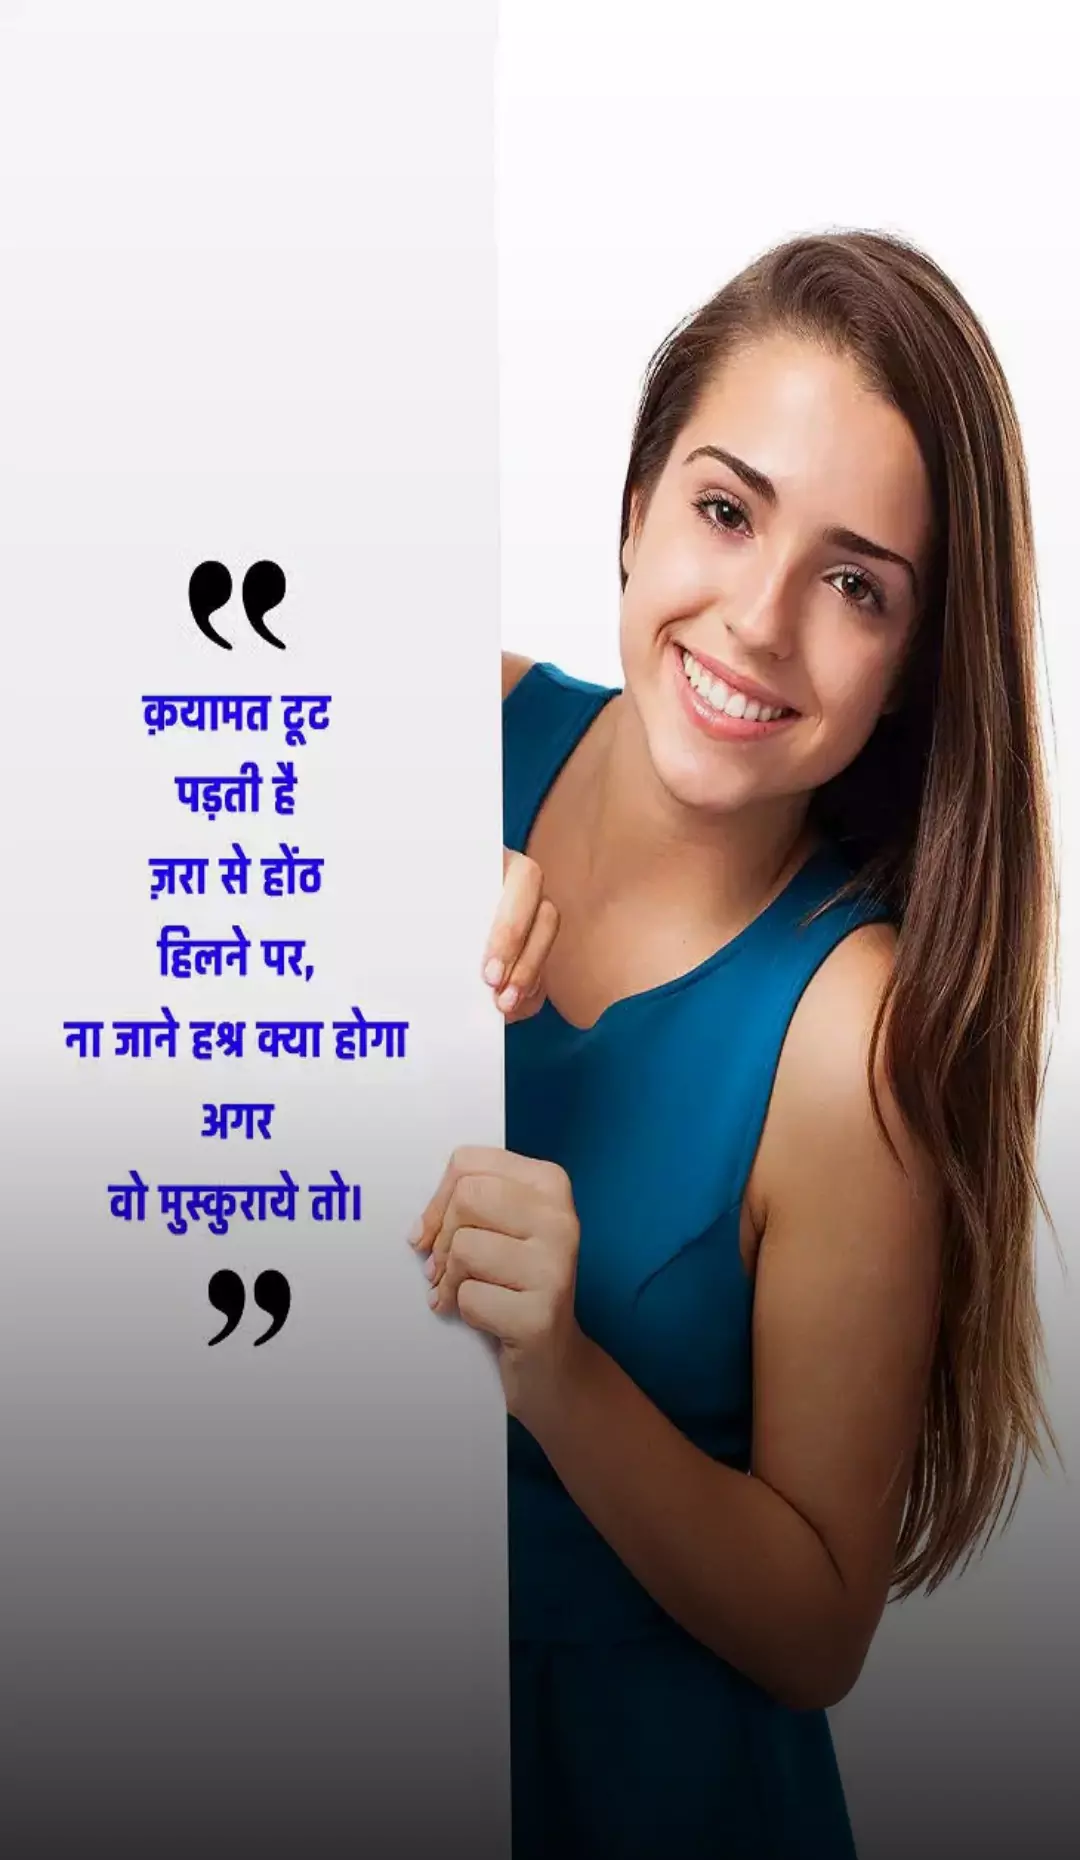 ❝
क़यामत टूट
पड़ती है
ज़रा से होंठ
हिलने पर,
ना जाने हश्र क्या होगा
अगर
वो मुस्कुराये तो।
❞